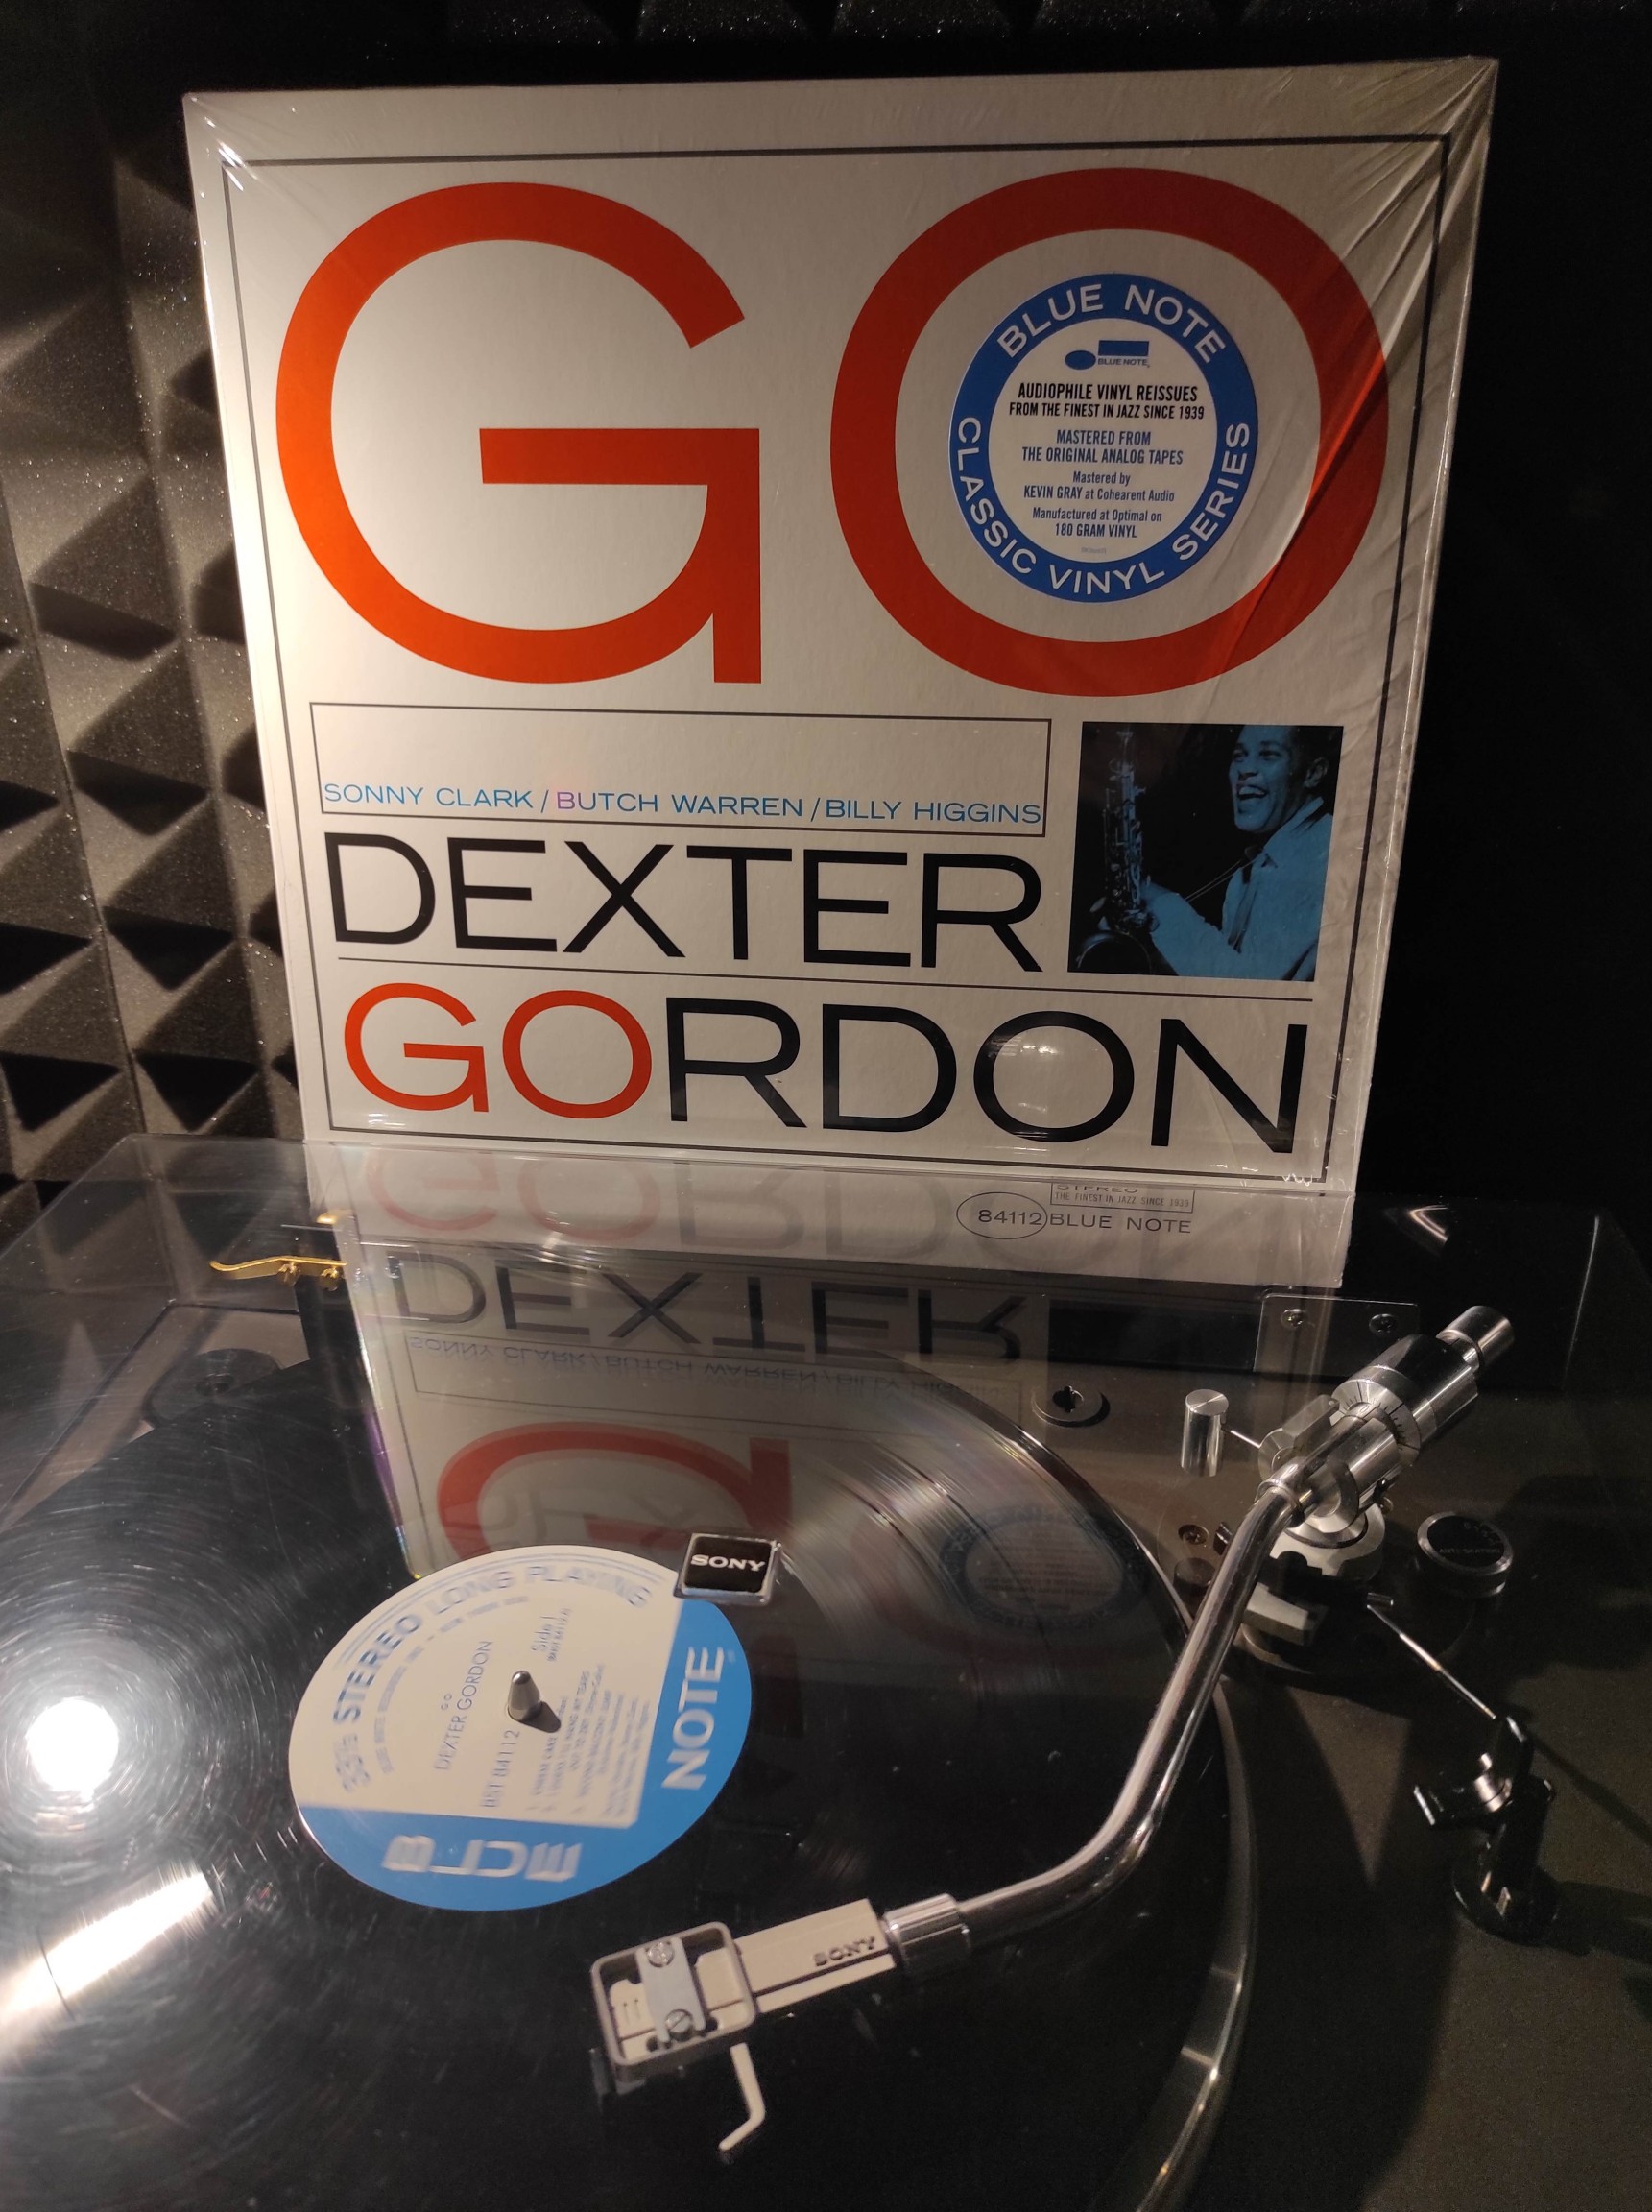 GO
BLUE NOTE
BLUE NOTE
AUDIOPHILE VINYL REISSUES
FROM THE FINEST IN JAZZ SINCE 1939
MASTERED FROM
THE ORIGINAL ANALOG TAPES
Mastered by
KEVIN GRAY at Cohearent Audio
Manufactured at Optimal on
180 GRAM VINYL
CLASSIC VINYL SERIES
SONNY CLARK / BUTCH WARREN / BILLY HIGGINS
DEXTER
GORDON
STEREO
THE FINEST IN JAZZ SINCE 1939
84112 BLUE NOTE
SONY
STEREO LONG PLAYING
GO
DEXTER GORDON
Side 1
BST 84112
BLUE NOTE
SONY